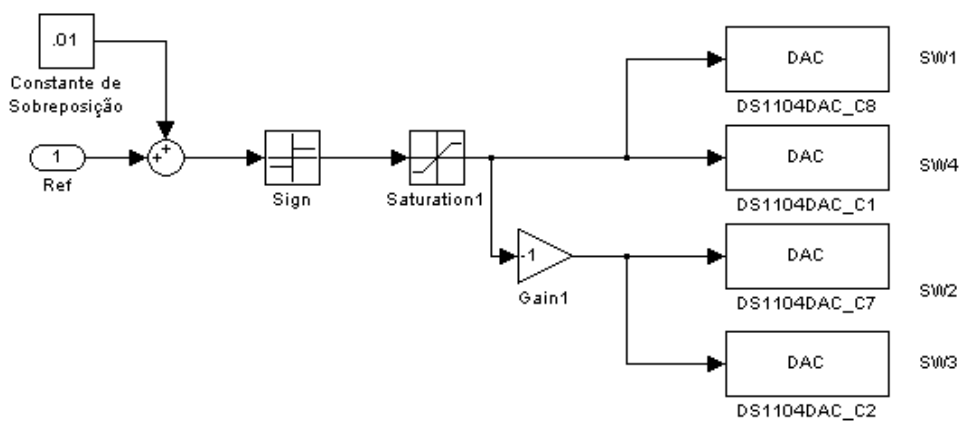 .01
Constante de
Sobreposição
1
Ref
++
Sign
Saturation1
-1
Gain1
DAC
SW1
DS1104DAC_C8
DAC
SW4
DS1104DAC_C1
DAC
SW2
DS1104DAC_C7
DAC
SW3
DS1104DAC_C2